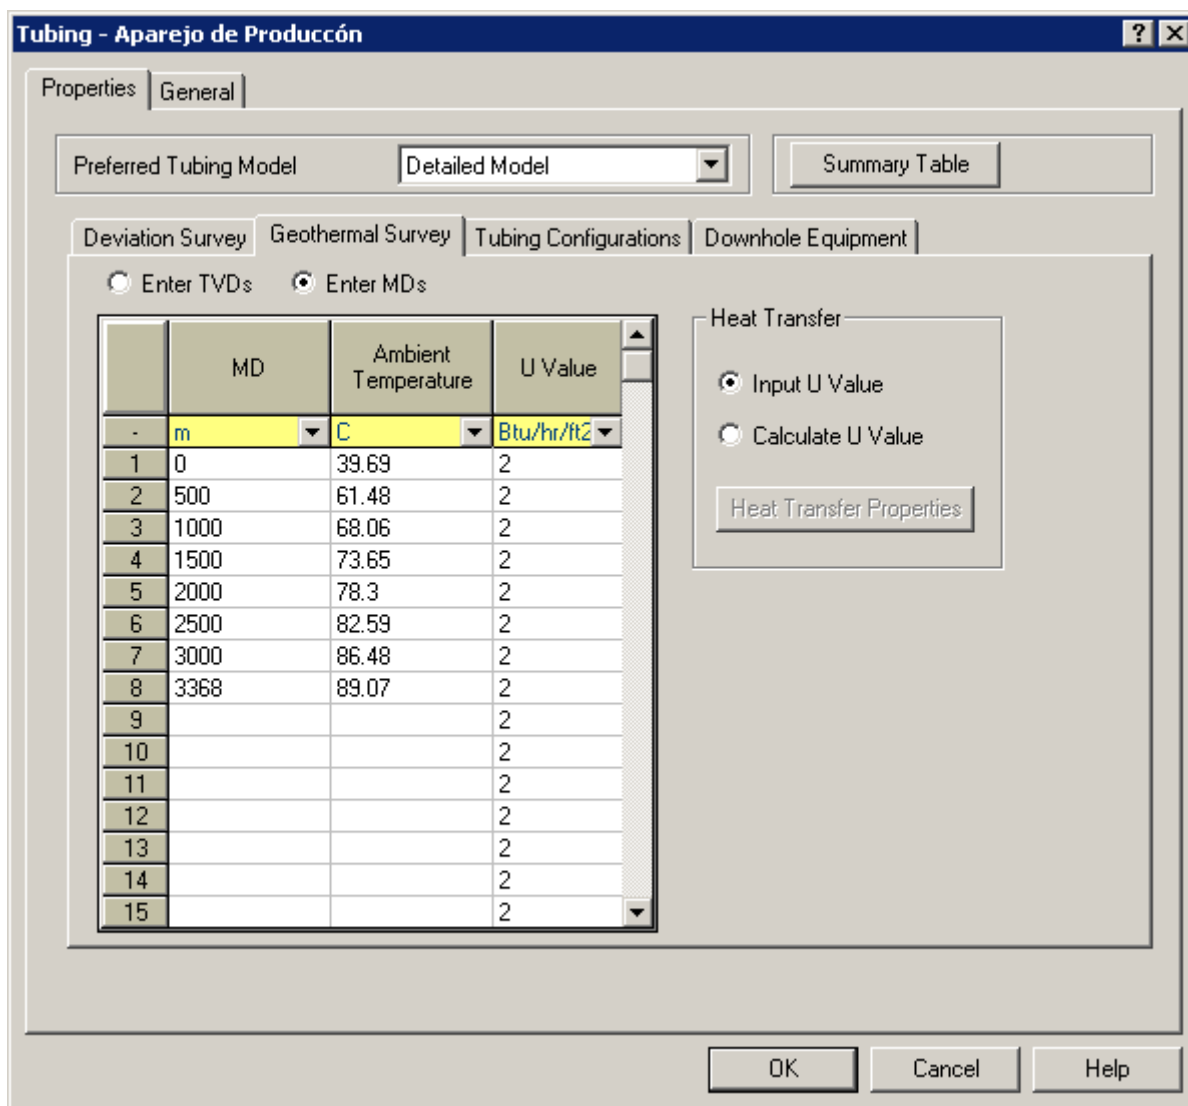 Tubing - Aparejo de Produccón
Properties General
Preferred Tubing Model Detailed Model Summary Table
Deviation Survey Geothermal Survey Tubing Configurations Downhole Equipment
Enter TVDs Enter MDs
Heat Transfer
MD Ambient Temperature U Value
Input U Value
- m C Btu/hr/ft2
Calculate U Value
1 0 39.69 2
2 500 61.48 2
Heat Transfer Properties
3 1000 68.06 2
4 1500 73.65 2
5 2000 78.3 2
6 2500 82.59 2
7 3000 86.48 2
8 3368 89.07 2
9 2
10 2
11 2
12 2
13 2
14 2
15 2
OK Cancel Help